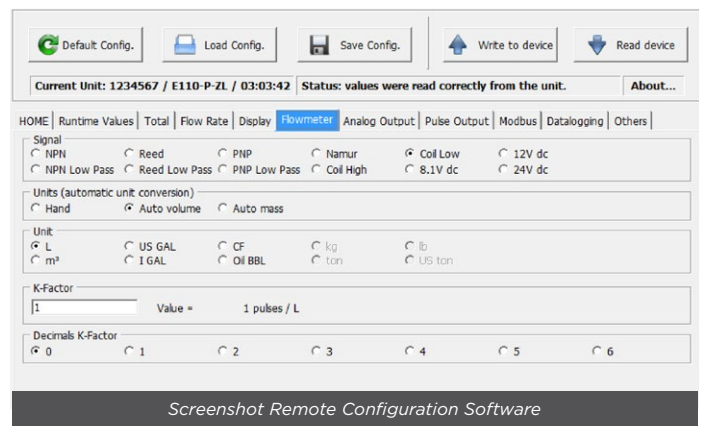 Default Config. Load Config. Save Config. Write to device Read device
Current Unit: 1234567 / E110-P-ZL / 03:03:42 Status: values were read correctly from the unit. About...
HOME Runtime Values Total Flow Rate Display Flowmeter Analog Output Pulse Output Modbus Datalogging Others
Signal
NPN Reed PNP Namur Coil Low 12V dc
NPN Low Pass Reed Low Pass PNP Low Pass Coil High 8.1V dc 24V dc
Units (automatic unit conversion)
Hand Auto volume Auto mass
Unit
L US GAL CF kg lb
m³ I GAL Oil BBL ton US ton
K-Factor
1 Value = 1 pulses / L
Decimals K-Factor
0 1 2 3 4 5 6
Screenshot Remote Configuration Software